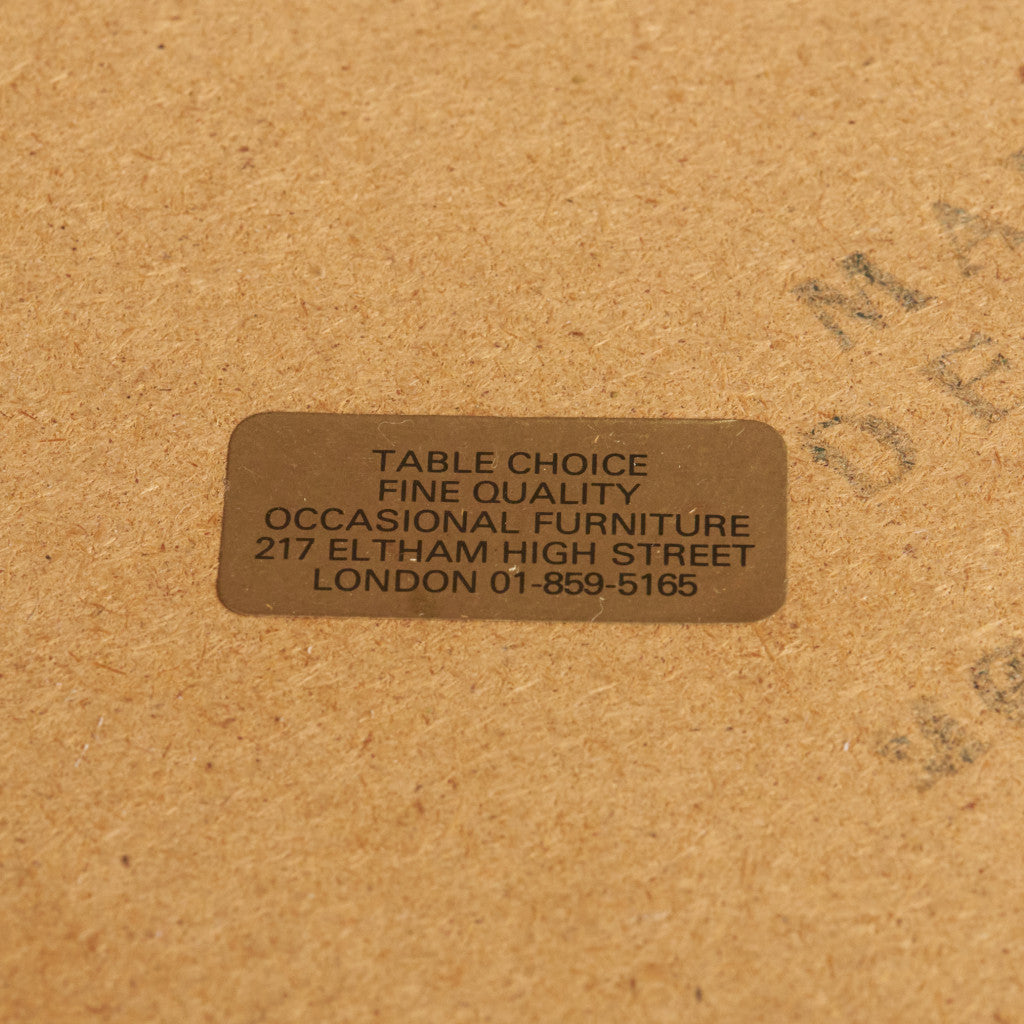 TABLE CHOICE
FINE QUALITY
OCCASIONAL FURNITURE
217 ELTHAM HIGH STREET
LONDON 01-859-5165